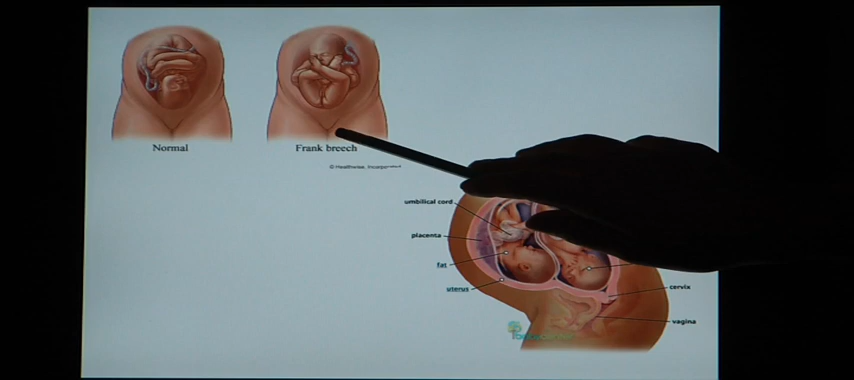 Normal
Frank breech
© Healthwise, Incorporated
umbilical cord
placenta
fat
uterus
cervix
vagina